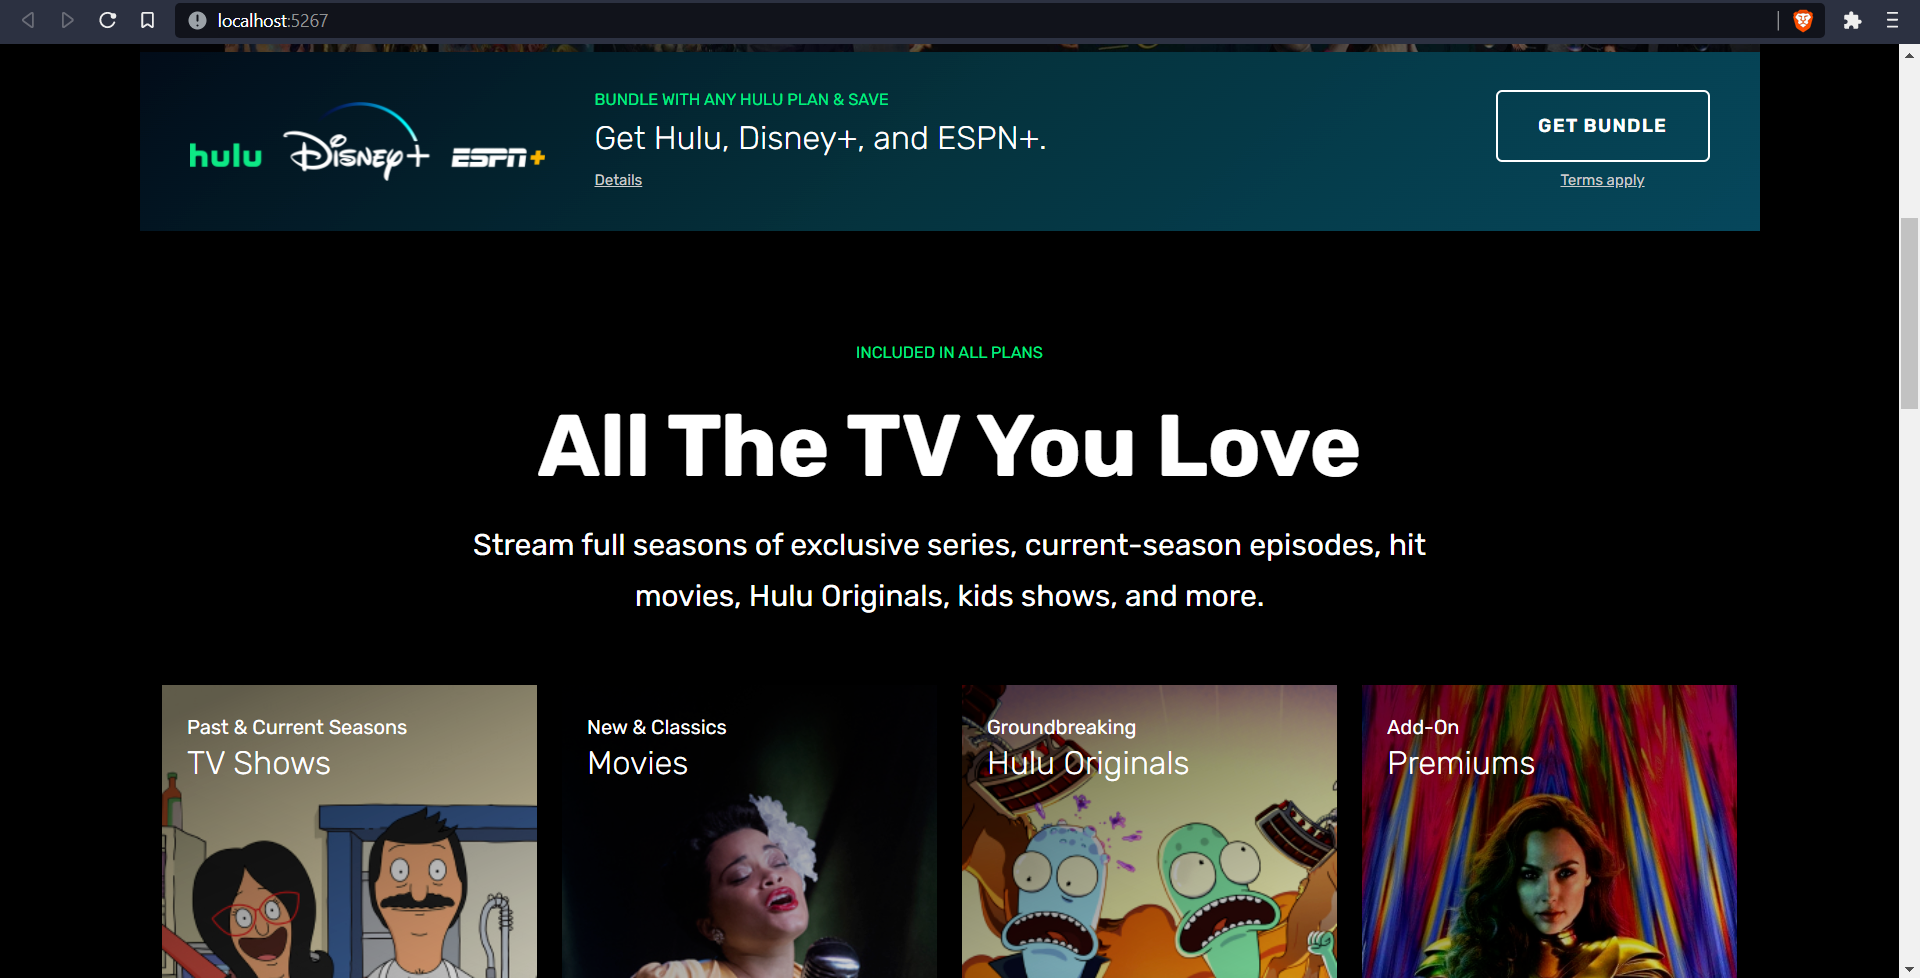 localhost:5267
hulu Disney+ ESPN+
BUNDLE WITH ANY HULU PLAN & SAVE
Get Hulu, Disney+, and ESPN+.
Details
GET BUNDLE
Terms apply
INCLUDED IN ALL PLANS
All The TV You Love
Stream full seasons of exclusive series, current-season episodes, hit
movies, Hulu Originals, kids shows, and more.
Past & Current Seasons
TV Shows
New & Classics
Movies
Groundbreaking
Hulu Originals
Add-On
Premiums